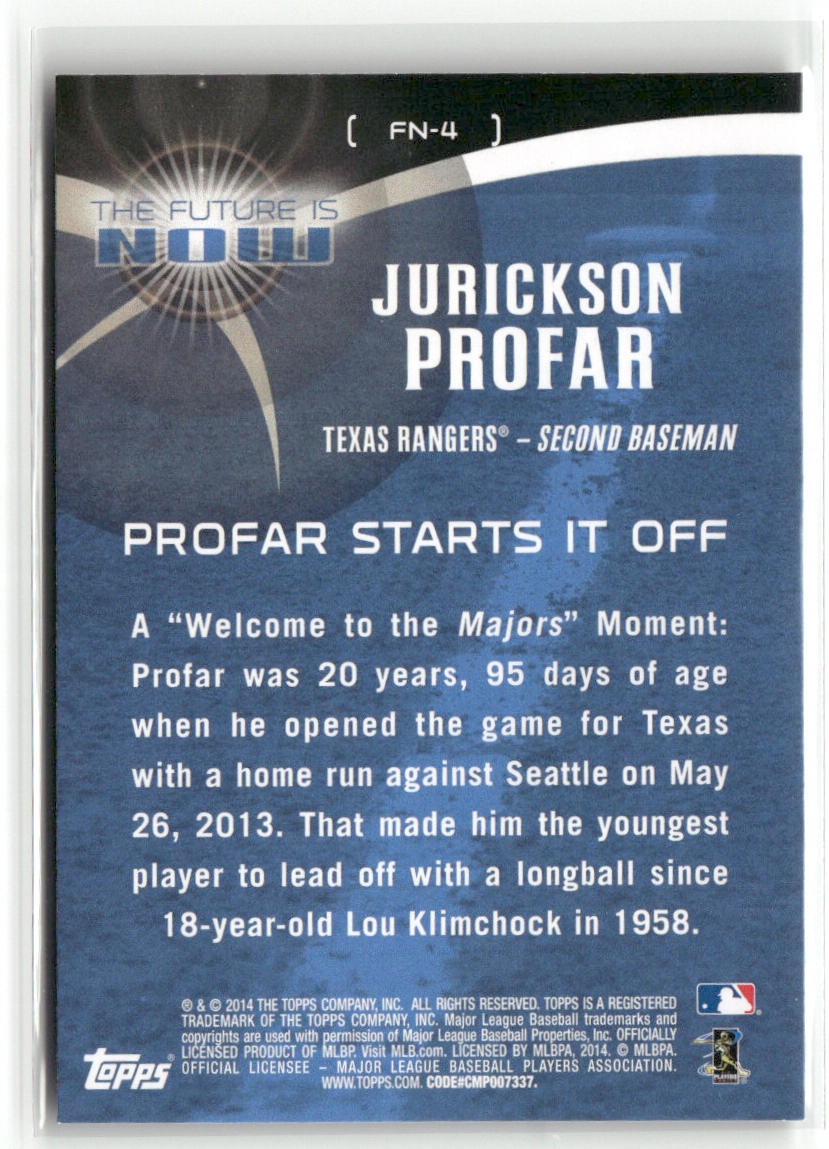 [ FN-4 ]
THE FUTURE IS
NOW
JURICKSON
PROFAR
TEXAS RANGERS® – SECOND BASEMAN
PROFAR STARTS IT OFF
A “Welcome to the Majors” Moment:
Profar was 20 years, 95 days of age
when he opened the game for Texas
with a home run against Seattle on May
26, 2013. That made him the youngest
player to lead off with a longball since
18-year-old Lou Klimchock in 1958.
® & © 2014 THE TOPPS COMPANY, INC. ALL RIGHTS RESERVED. TOPPS IS A REGISTERED
TRADEMARK OF THE TOPPS COMPANY, INC. Major League Baseball trademarks and
copyrights are used with permission of Major League Baseball Properties, Inc. OFFICIALLY
LICENSED PRODUCT OF MLBP. Visit MLB.com. LICENSED BY MLBPA, 2014. © MLBPA.
OFFICIAL LICENSEE – MAJOR LEAGUE BASEBALL PLAYERS ASSOCIATION.
WWW.TOPPS.COM. CODE#CMP007337.
Topps®
PLAYERS